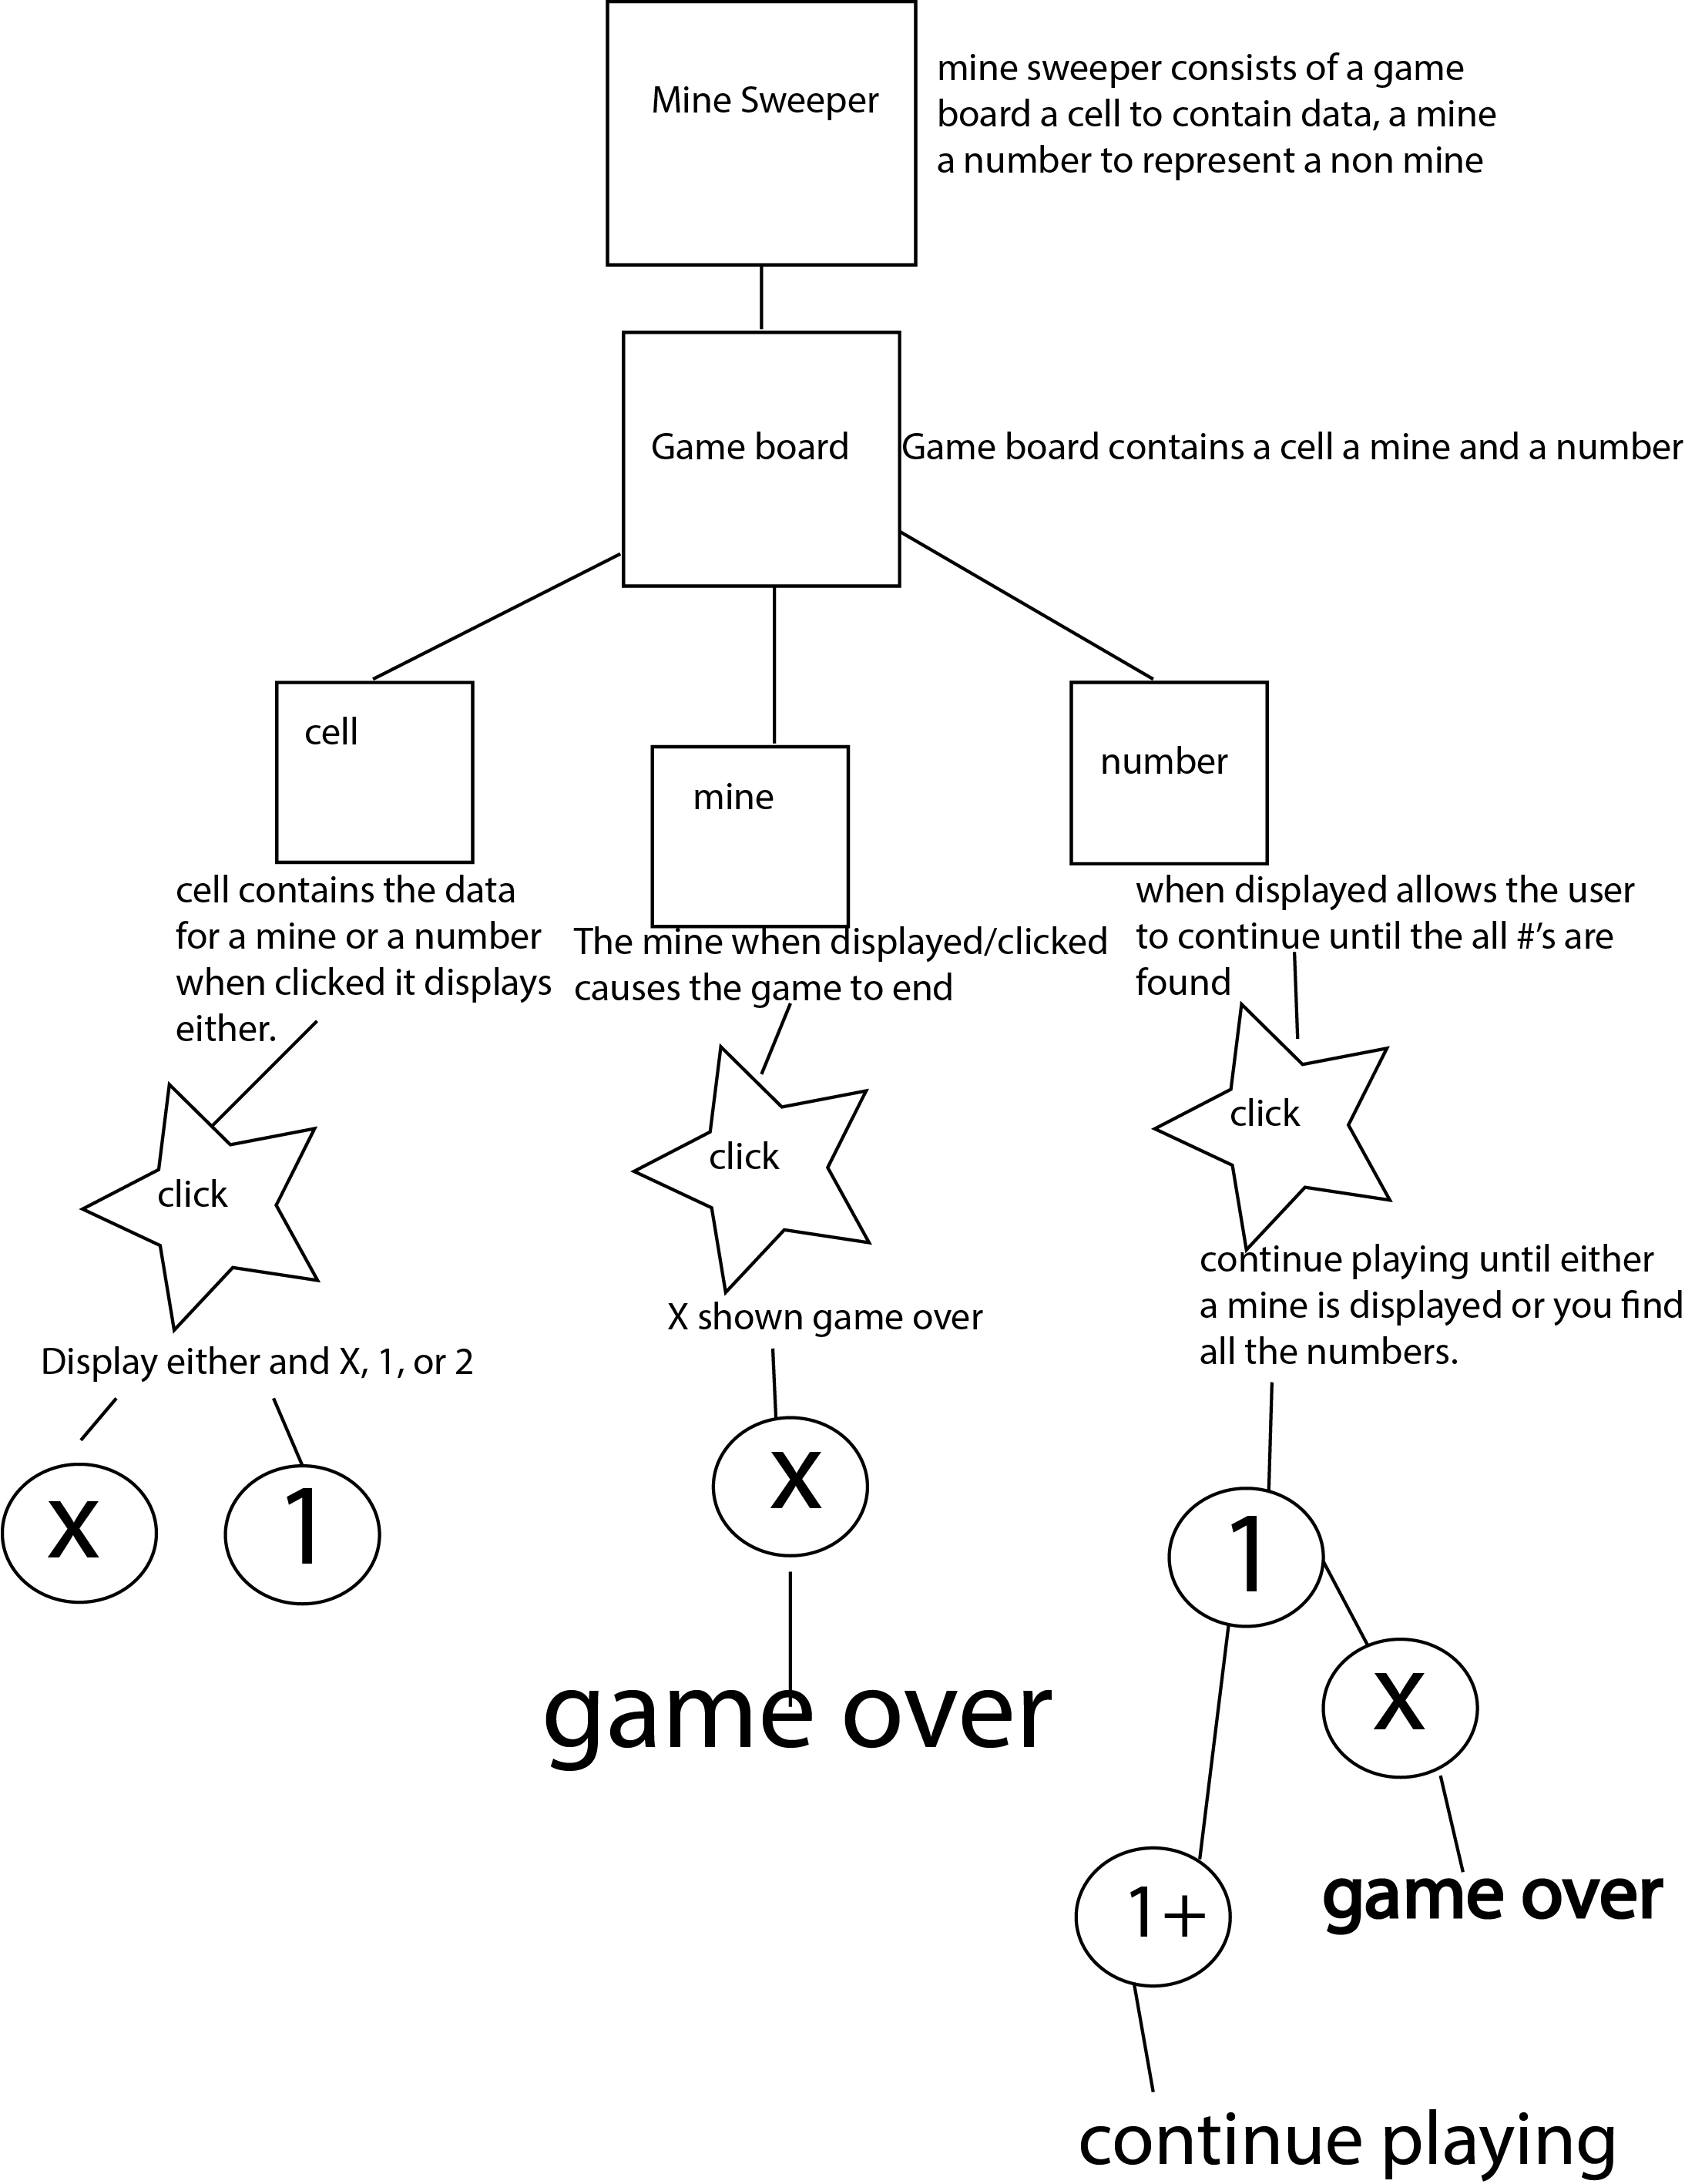 Mine Sweeper
mine sweeper consists of a game
board a cell to contain data, a mine
a number to represent a non mine
Game board
Game board contains a cell a mine and a number
cell
mine
number
cell contains the data
for a mine or a number
when clicked it displays
either.
The mine when displayed/clicked
causes the game to end
when displayed allows the user
to continue until the all #'s are
found
click
click
click
Display either and X, 1, or 2
X shown game over
continue playing until either
a mine is displayed or you find
all the numbers.
x
1
x
1
game over
x
1+
game over
continue playing